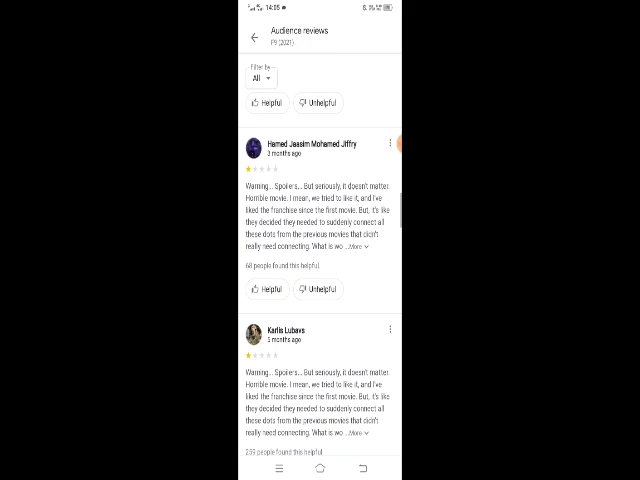 14:05
Audience reviews
F9 (2021)
Filter by
All
Helpful
Unhelpful
Hamed Jaasim Mohamed Jiffry
3 months ago
Warning... Spoilers... But seriously, it doesn't matter.
Horrible movie. I mean, we tried to like it, and I've
liked the franchise since the first movie. But, it's like
they decided they needed to suddenly connect all
these dots from the previous movies that didn't
really need connecting. What is wo ...More
68 people found this helpful.
Helpful
Unhelpful
Karlis Lubavs
5 months ago
Warning... Spoilers... But seriously, it doesn't matter.
Horrible movie. I mean, we tried to like it, and I've
liked the franchise since the first movie. But, it's like
they decided they needed to suddenly connect all
these dots from the previous movies that didn't
really need connecting. What is wo ...More
259 people found this helpful